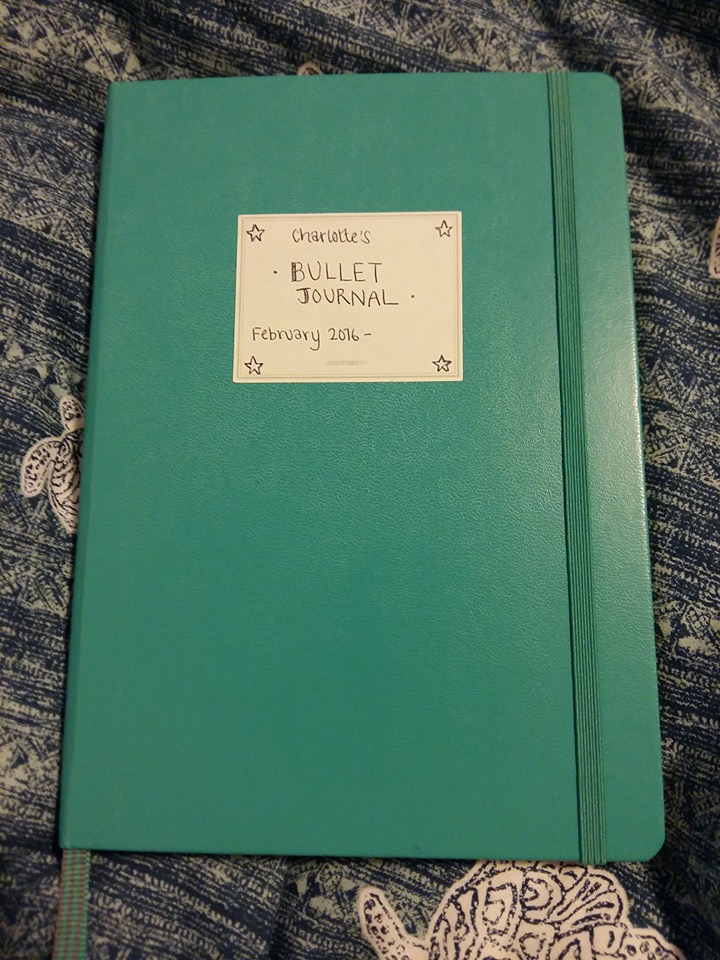 Charlotte's
· BULLET
JOURNAL ·
February 2016-